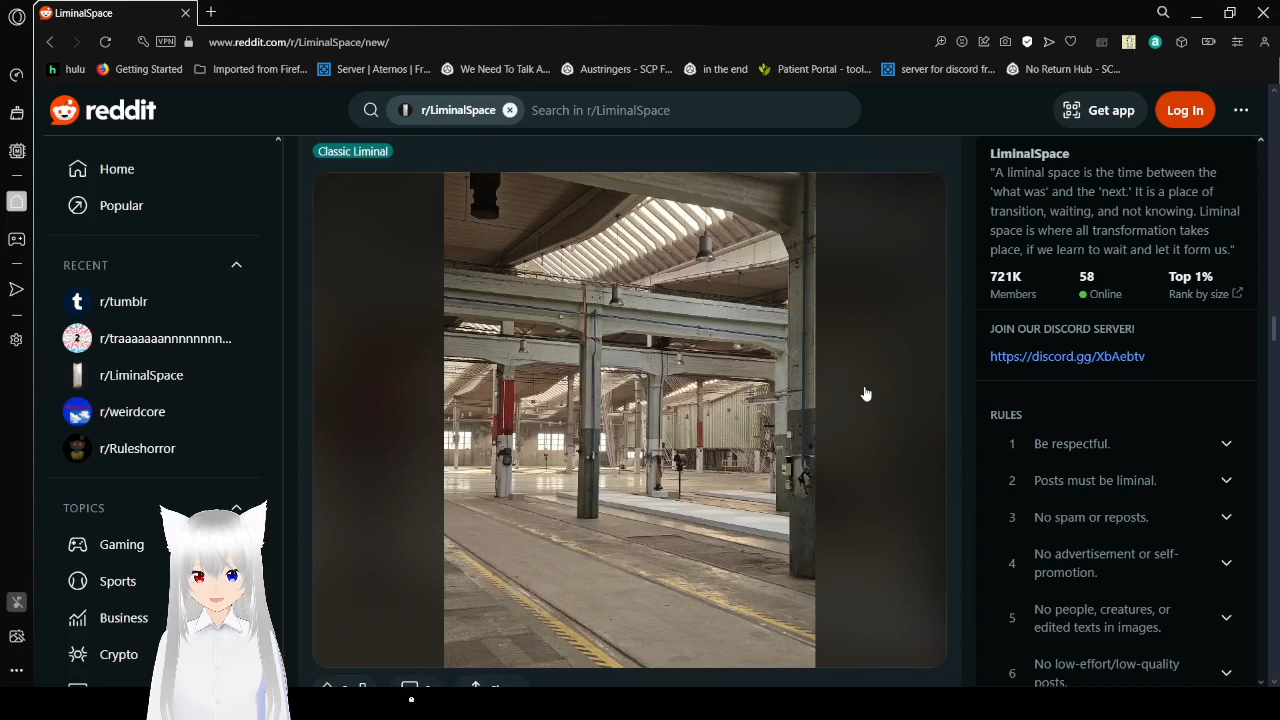 LiminalSpace
www.reddit.com/r/LiminalSpace/new/
VPN
hulu
Getting Started
Imported from Firef...
Server | Aternos | Fr...
We Need To Talk A...
Austringers - SCP F...
in the end
Patient Portal - tool...
server for discord fr...
No Return Hub - SC...
reddit
r/LiminalSpace
Search in r/LiminalSpace
Get app
Log In
Home
Popular
RECENT
r/tumblr
r/traaaaaaannnnnnnn...
r/LiminalSpace
r/weirdcore
r/Ruleshorror
TOPICS
Gaming
Sports
Business
Crypto
Classic Liminal
LiminalSpace
"A liminal space is the time between the
'what was' and the 'next.' It is a place of
transition, waiting, and not knowing. Liminal
space is where all transformation takes
place, if we learn to wait and let it form us."
721K
Members
58
Online
Top 1%
Rank by size
JOIN OUR DISCORD SERVER!
https://discord.gg/XbAebtv
RULES
1 Be respectful.
2 Posts must be liminal.
3 No spam or reposts.
4 No advertisement or self-
promotion.
5 No people, creatures, or
edited texts in images.
6 No low-effort/low-quality
posts.